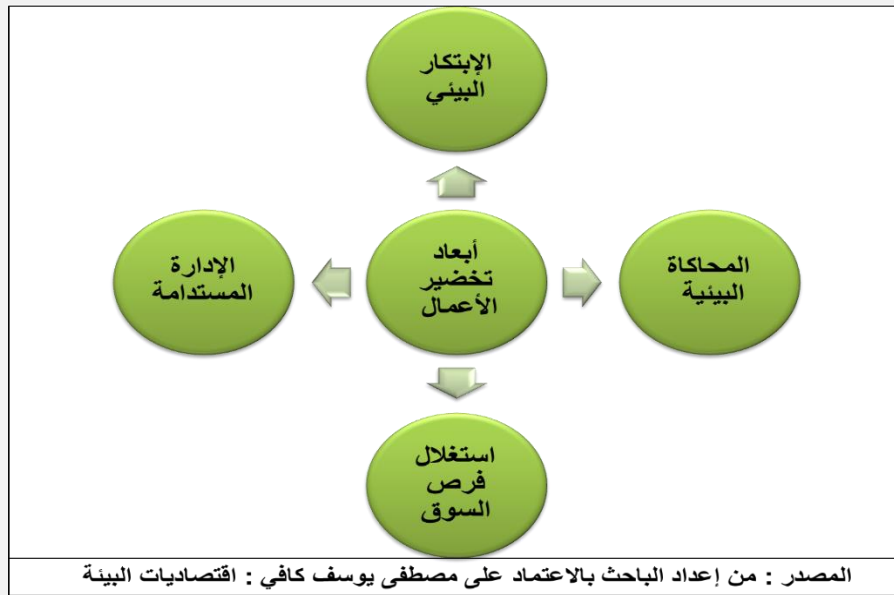 الإبتكار
البيئي
المحاكاة
البيئية
أبعاد
تخضير
الأعمال
الإدارة
المستدامة
استغلال
فرص
السوق
المصدر : من إعداد الباحث بالاعتماد على مصطفى يوسف كافي : اقتصاديات البيئة